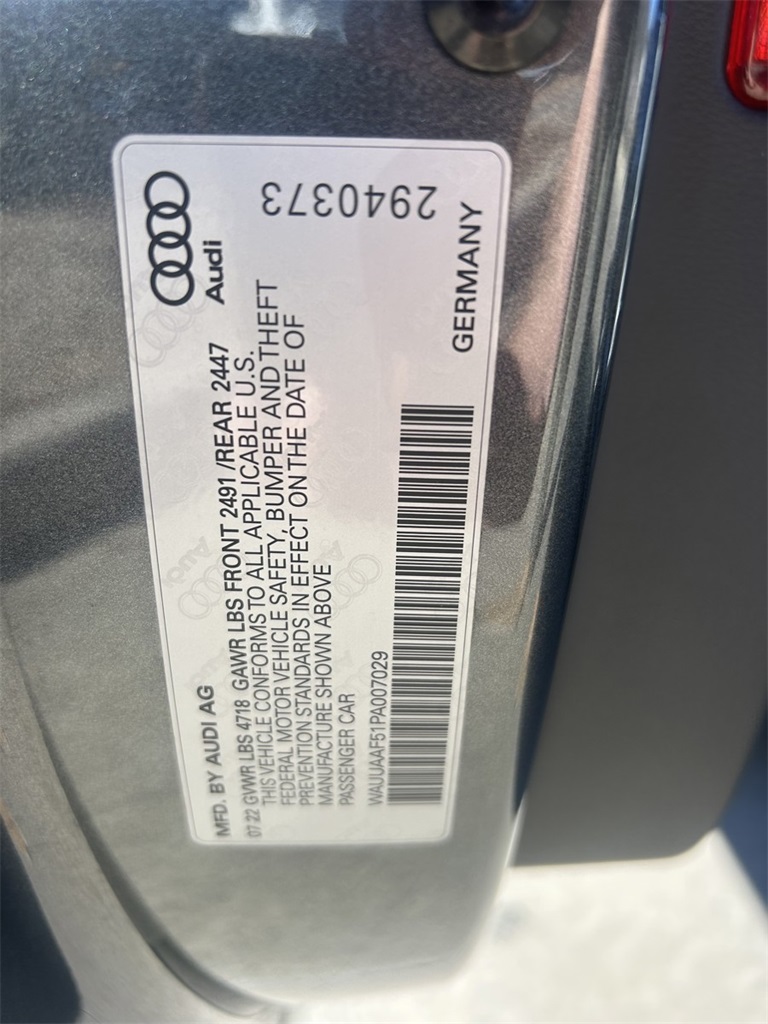 MFD. BY AUDI AG
07 22 GVWR LBS 4718 GAWR LBS FRONT 2491 /REAR 2447
THIS VEHICLE CONFORMS TO ALL APPLICABLE U.S.
FEDERAL MOTOR VEHICLE SAFETY, BUMPER AND THEFT
PREVENTION STANDARDS IN EFFECT ON THE DATE OF
MANUFACTURE SHOWN ABOVE
PASSENGER CAR
WAUUAAF51PA007029
Audi
2940373
GERMANY
Audi